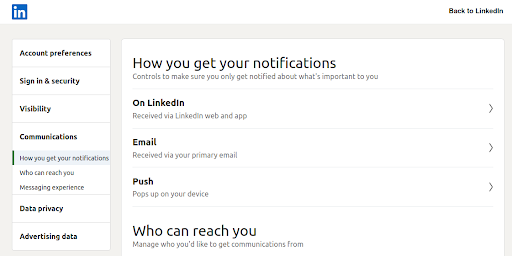 in
Back to LinkedIn
Account preferences
Sign in & security
Visibility
Communications
How you get your notifications
Who can reach you
Messaging experience
Data privacy
Advertising data
How you get your notifications
Controls to make sure you only get notified about what's important to you
On LinkedIn
Received via LinkedIn web and app
Email
Received via your primary email
Push
Pops up on your device
Who can reach you
Manage who you'd like to get communications from